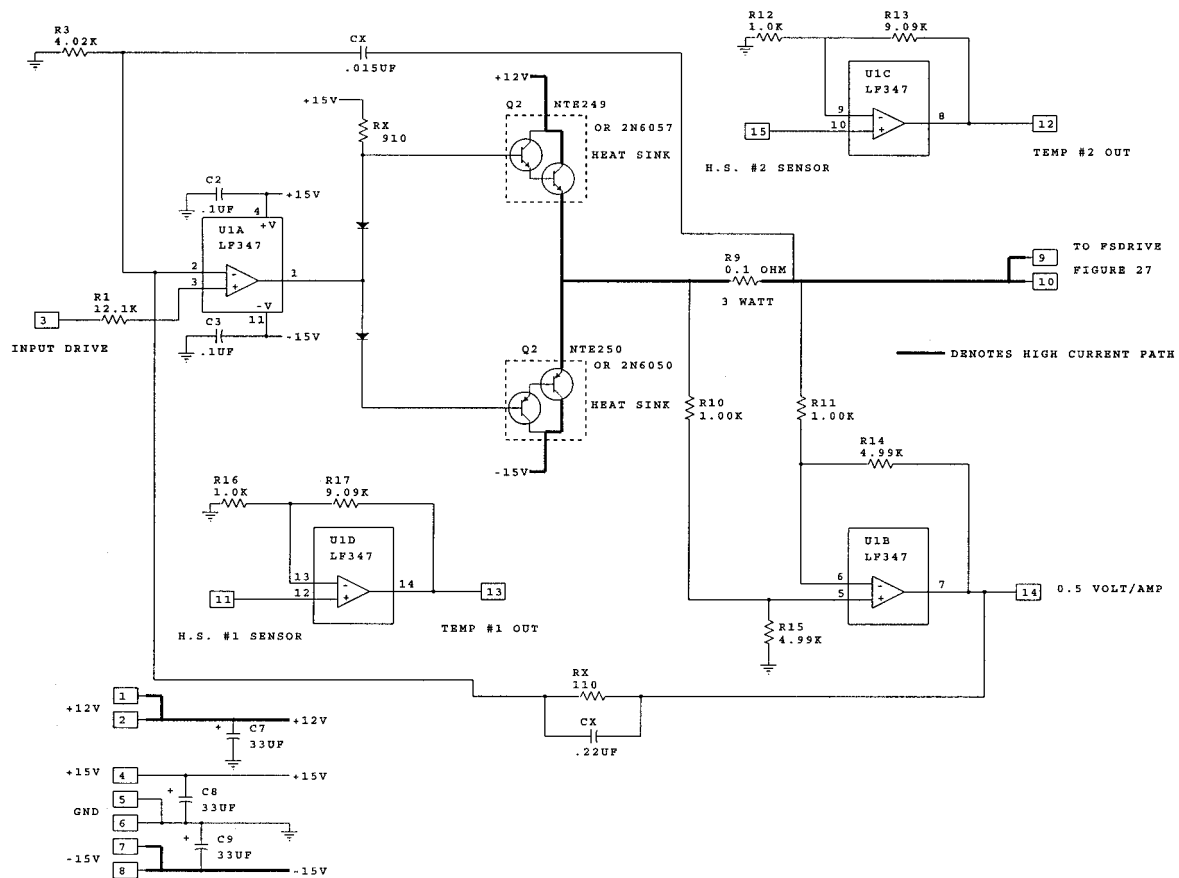 R3
4.02K
CX
.015UF
R12
1.0K
R13
9.09K
U1C
LF347
9
10
8
15
12
H.S. #2 SENSOR
TEMP #2 OUT
+12V
Q2 NTE249
OR 2N6057
HEAT SINK
+15V
RX
910
C2
.1UF
+15V
4
+V
U1A
LF347
2
3
1
-V
11
C3
.1UF
-15V
R1
12.1K
3
INPUT DRIVE
R9
0.1 OHM
3 WATT
9
10
TO FSDRIVE
FIGURE 27
DENOTES HIGH CURRENT PATH
Q2 NTE250
OR 2N6050
HEAT SINK
-15V
R10
1.00K
R11
1.00K
R14
4.99K
R16
1.0K
R17
9.09K
U1D
LF347
13
12
14
11
13
H.S. #1 SENSOR
TEMP #1 OUT
U1B
LF347
6
5
7
14
0.5 VOLT/AMP
R15
4.99K
RX
110
CX
.22UF
+12V
1
2
+
C7
33UF
+12V
+15V
4
+15V
5
+
C8
33UF
GND
6
+
C9
33UF
7
-15V
8
-15V